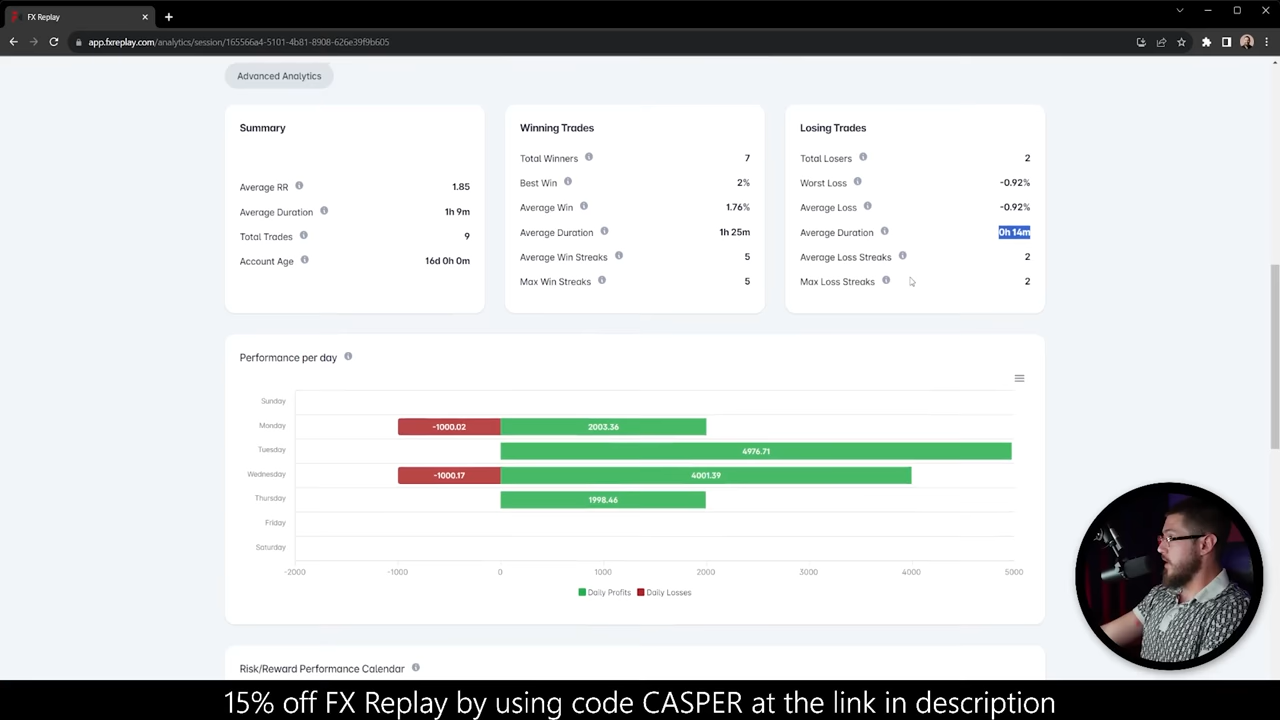 FX Replay
app.fxreplay.com/analytics/session/165566a4-5101-4b81-8908-626e39f9b605
Advanced Analytics
Summary
Average RR 1.85
Average Duration 1h 9m
Total Trades 9
Account Age 16d 0h 0m
Winning Trades
Total Winners 7
Best Win 2%
Average Win 1.76%
Average Duration 1h 25m
Average Win Streaks 5
Max Win Streaks 5
Losing Trades
Total Losers 2
Worst Loss -0.92%
Average Loss -0.92%
Average Duration 0h 14m
Average Loss Streaks 2
Max Loss Streaks 2
Performance per day
Sunday
Monday -1000.02 2003.36
Tuesday 4976.71
Wednesday -1000.17 4001.39
Thursday 1998.46
Friday
Saturday
-2000 -1000 0 1000 2000 3000 4000 5000
Daily Profits Daily Losses
Risk/Reward Performance Calendar
15% off FX Replay by using code CASPER at the link in description